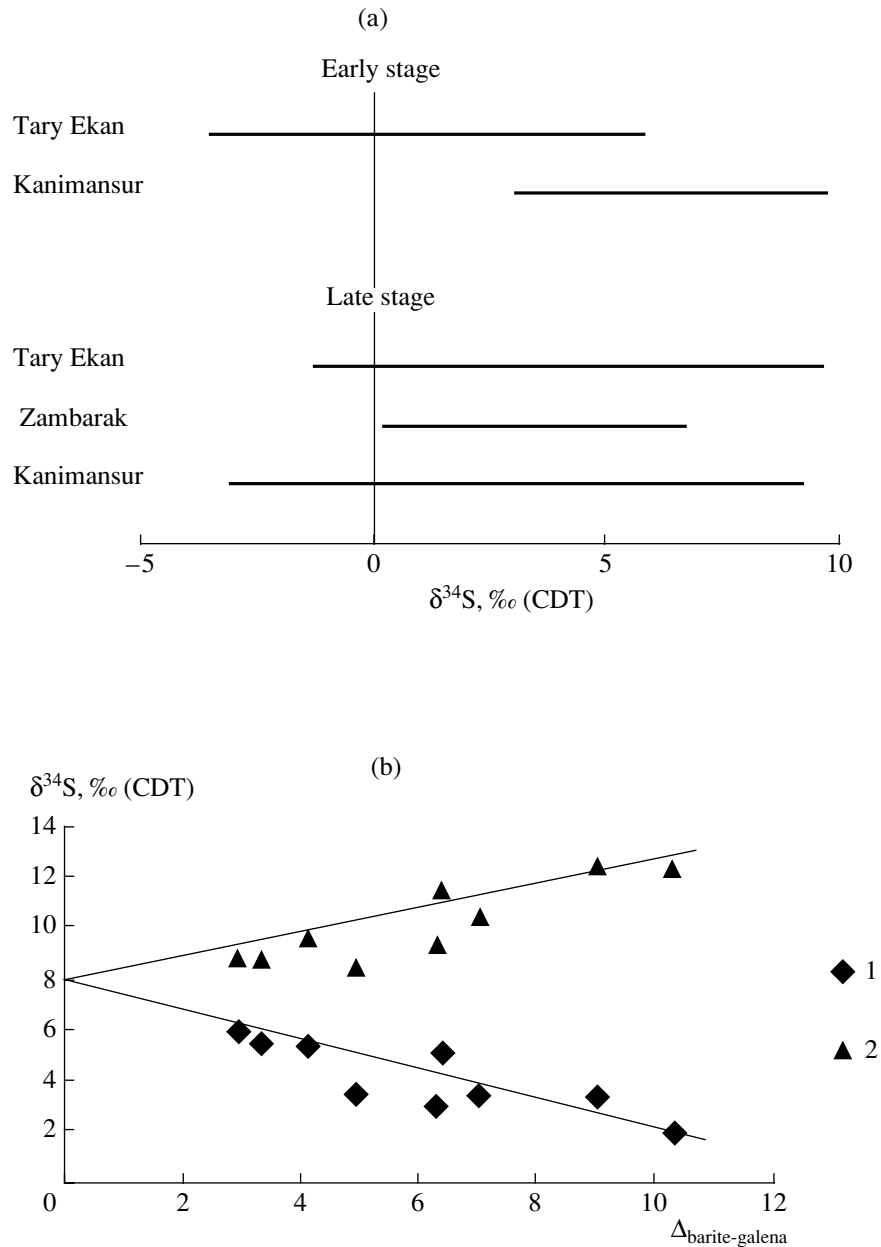 (a)
Early stage
Tary Ekan
Kanimansur
Late stage
Tary Ekan
Zambarak
Kanimansur
–5 0 5 10
δ³⁴S, ‰ (CDT)
(b)
δ³⁴S, ‰ (CDT)
14
12
10
8
6
4
2
0 2 4 6 8 10 12
Δbarite-galena
1
2